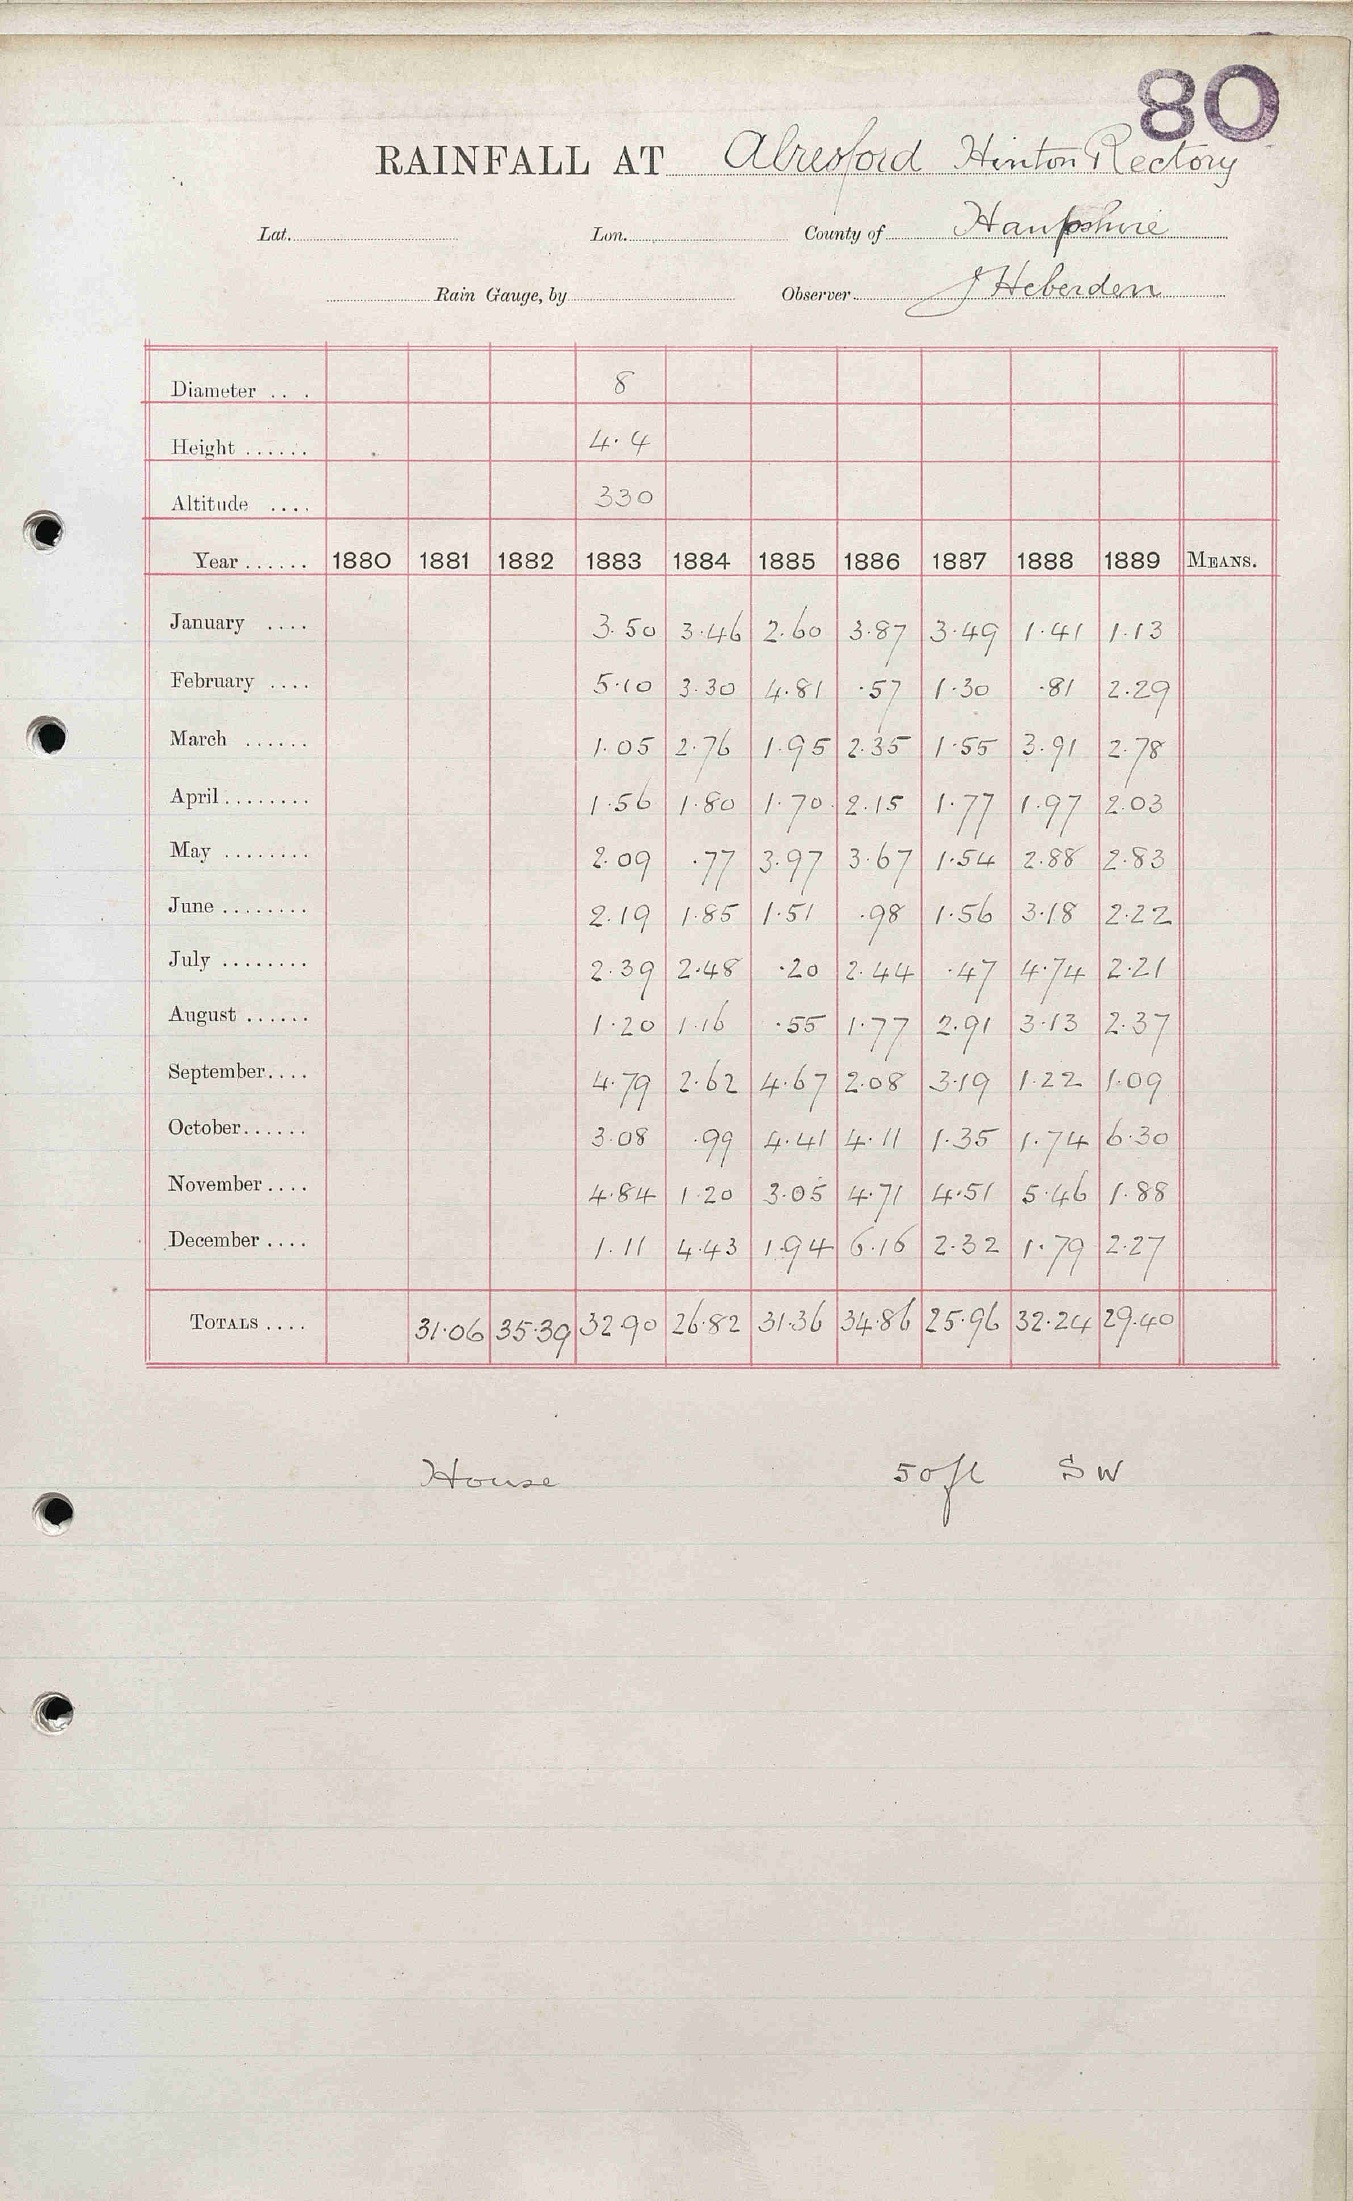 80
RAINFALL AT Alresford Hinton Rectory
Lat. Lon. County of Hampshire
Rain Gauge, by Observer J Heberden
Diameter .. . 8
Height ...... 4.4
Altitude .... 330
Year ...... 1880 1881 1882 1883 1884 1885 1886 1887 1888 1889 MEANS.
January .... 3.50 3.46 2.60 3.87 3.49 1.41 1.13
February .... 5.10 3.30 4.81 .57 1.30 .81 2.29
March ...... 1.05 2.76 1.95 2.35 1.55 3.91 2.78
April ........ 1.56 1.80 1.70 2.15 1.77 1.97 2.03
May ........ 2.09 .77 3.97 3.67 1.54 2.88 2.83
June ........ 2.19 1.85 1.51 .98 1.56 3.18 2.22
July ........ 2.39 2.48 .20 2.44 .47 4.74 2.21
August ...... 1.20 1.16 .55 1.77 2.91 3.13 2.37
September.... 4.79 2.62 4.67 2.08 3.19 1.22 1.09
October...... 3.08 .99 4.41 4.11 1.35 1.74 6.30
November.... 4.84 1.20 3.05 4.71 4.51 5.46 1.88
December .... 1.11 4.43 1.94 6.16 2.32 1.79 2.27
TOTALS .... 31.06 35.39 32.90 26.82 31.36 34.86 25.96 32.24 29.40
House 50ft SW